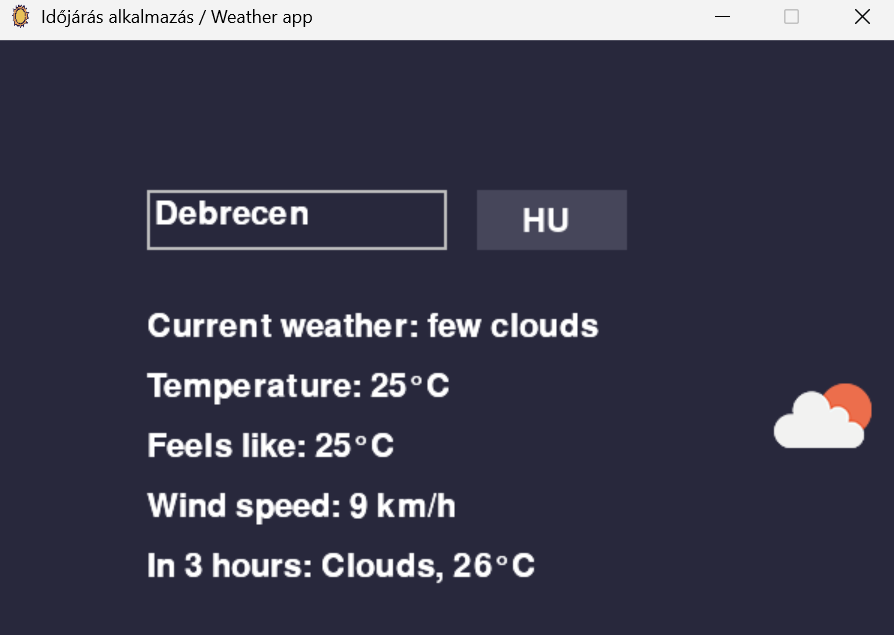 Időjárás alkalmazás / Weather app
Debrecen
HU
Current weather: few clouds
Temperature: 25°C
Feels like: 25°C
Wind speed: 9 km/h
In 3 hours: Clouds, 26°C